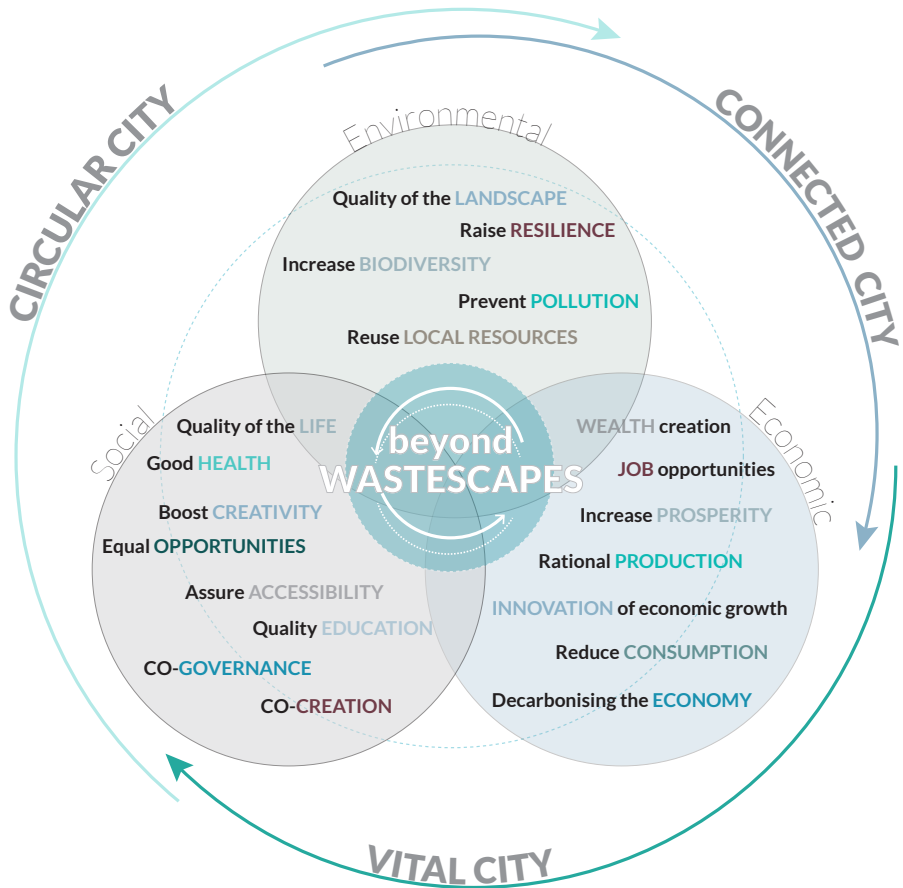 CIRCULAR CITY
CONNECTED CITY
Environmental
Quality of the LANDSCAPE
Raise RESILIENCE
Increase BIODIVERSITY
Prevent POLLUTION
Reuse LOCAL RESOURCES
Social
Quality of the LIFE
Good HEALTH
Boost CREATIVITY
Equal OPPORTUNITIES
Assure ACCESSIBILITY
Quality EDUCATION
CO-GOVERNANCE
CO-CREATION
beyond
WASTESCAPES
Economic
WEALTH creation
JOB opportunities
Increase PROSPERITY
Rational PRODUCTION
INNOVATION of economic growth
Reduce CONSUMPTION
Decarbonising the ECONOMY
VITAL CITY